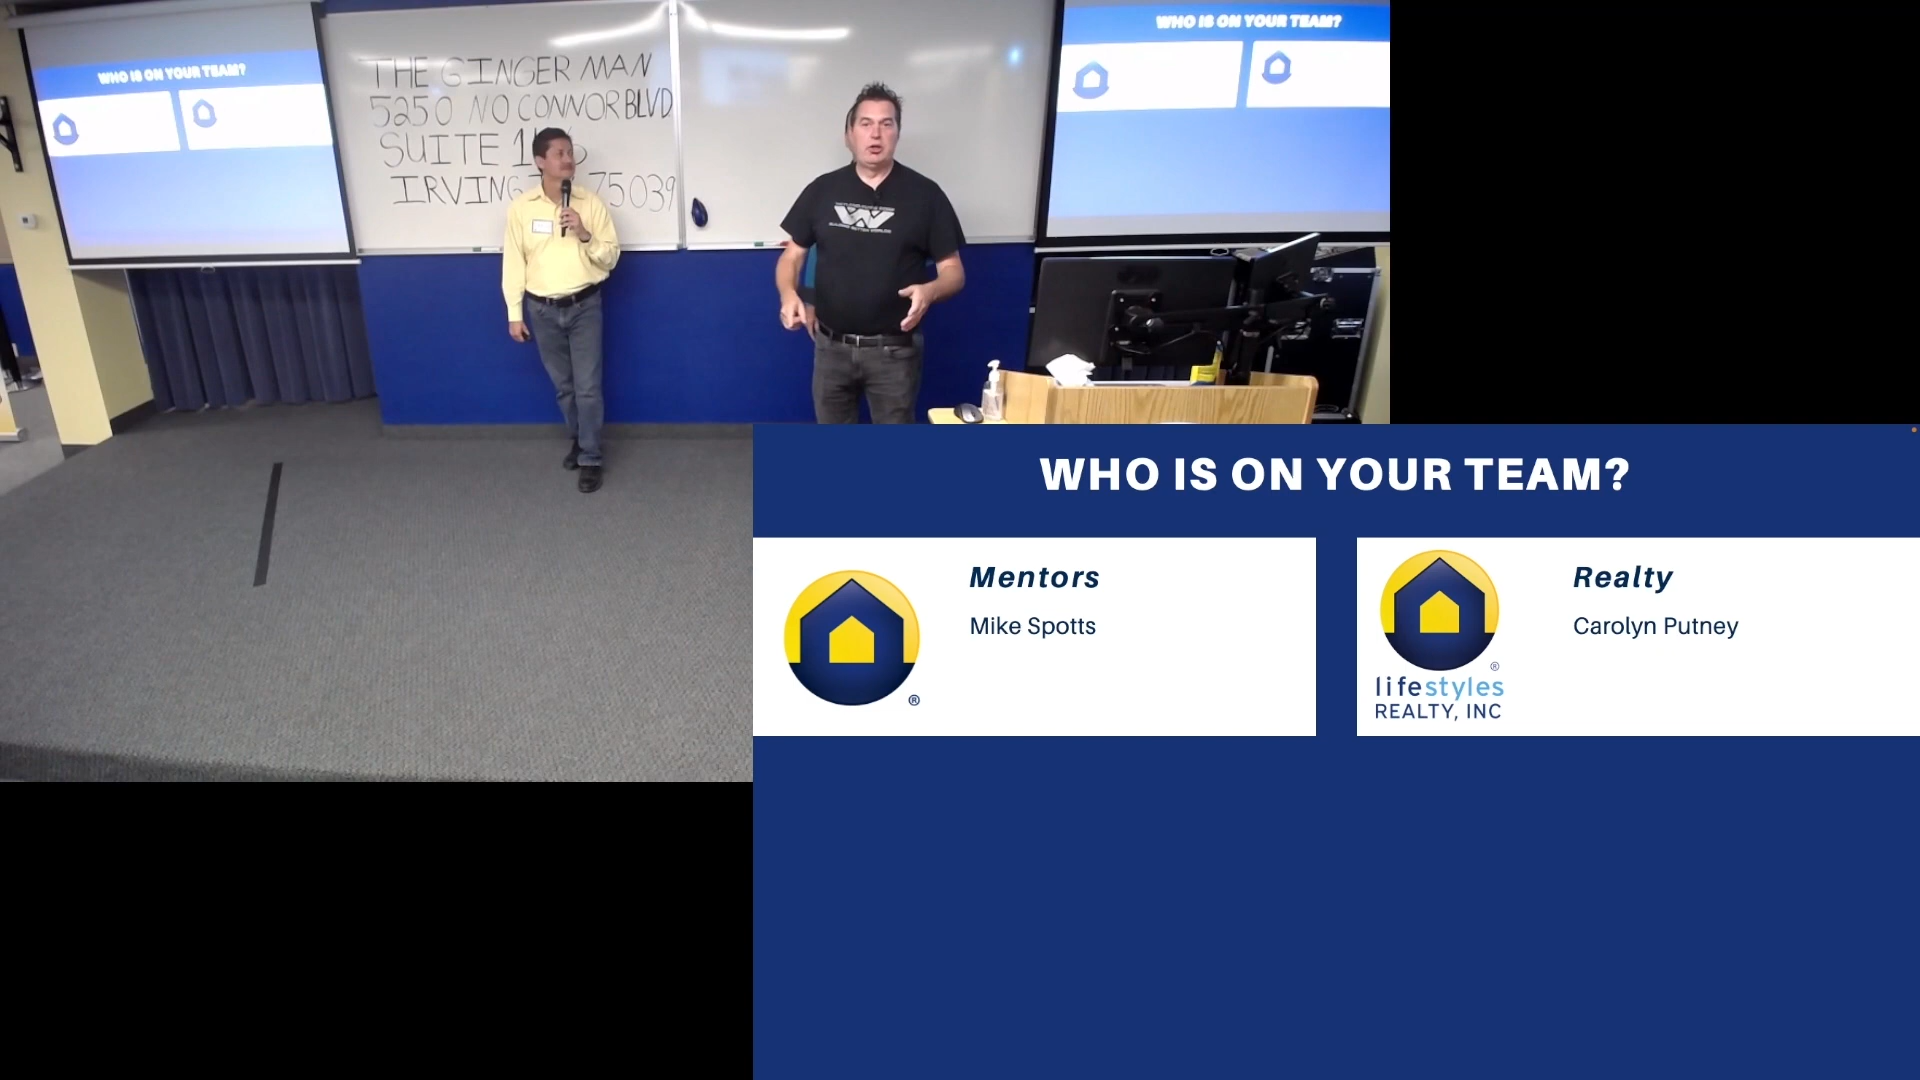 WHO IS ON YOUR TEAM?
THE GINGER MAN
5250 NO CONNOR BLVD
SUITE
IRVING 75039
WHO IS ON YOUR TEAM?
WHO IS ON YOUR TEAM?
Mentors
Mike Spotts
®
Realty
Carolyn Putney
®
lifestyles
REALTY, INC